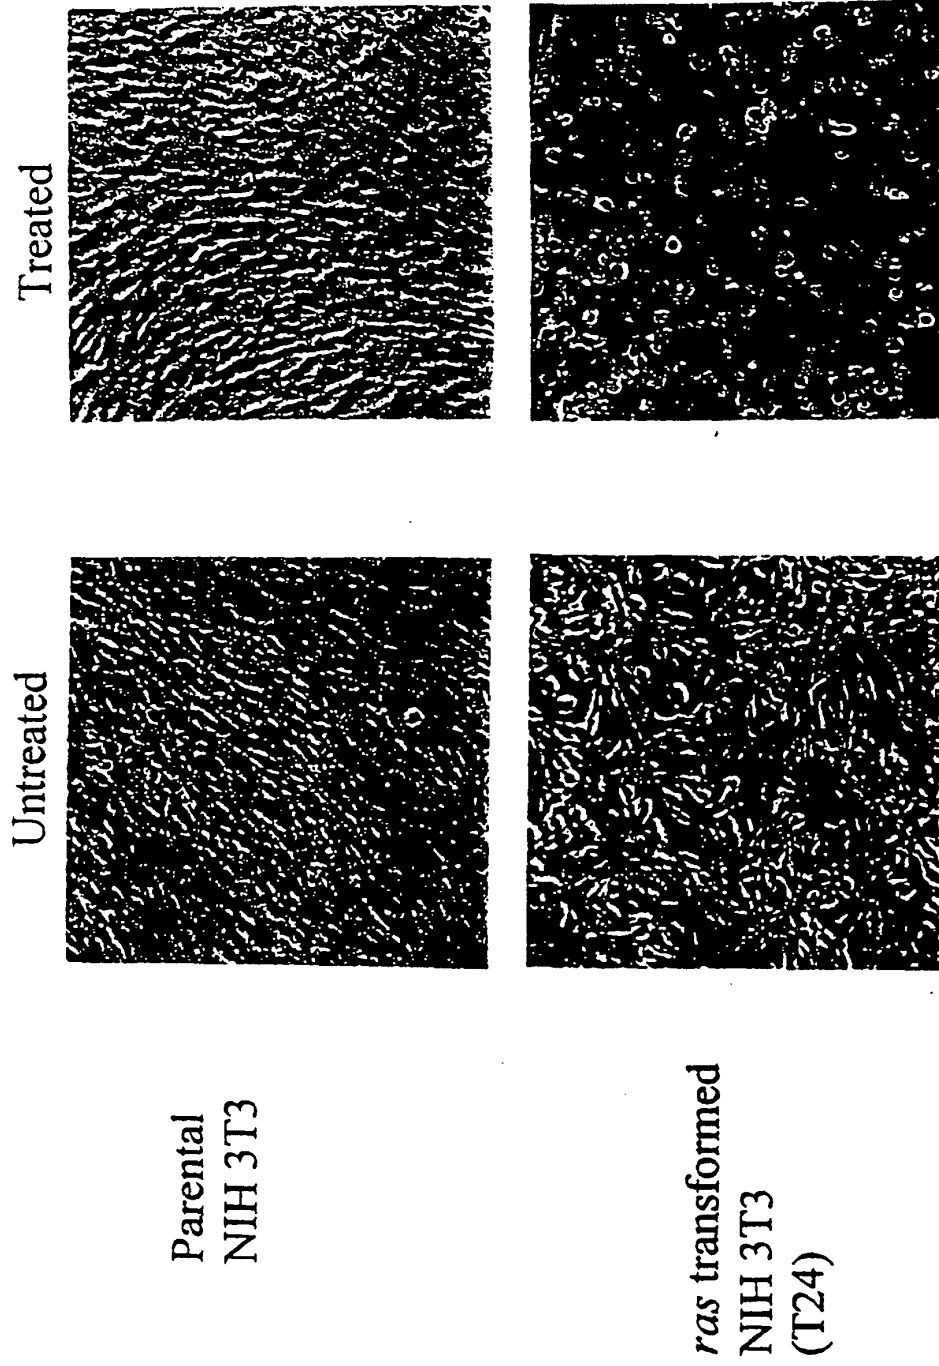 Untreated
Treated
Parental
NIH 3T3
ras transformed
NIH 3T3
(T24)